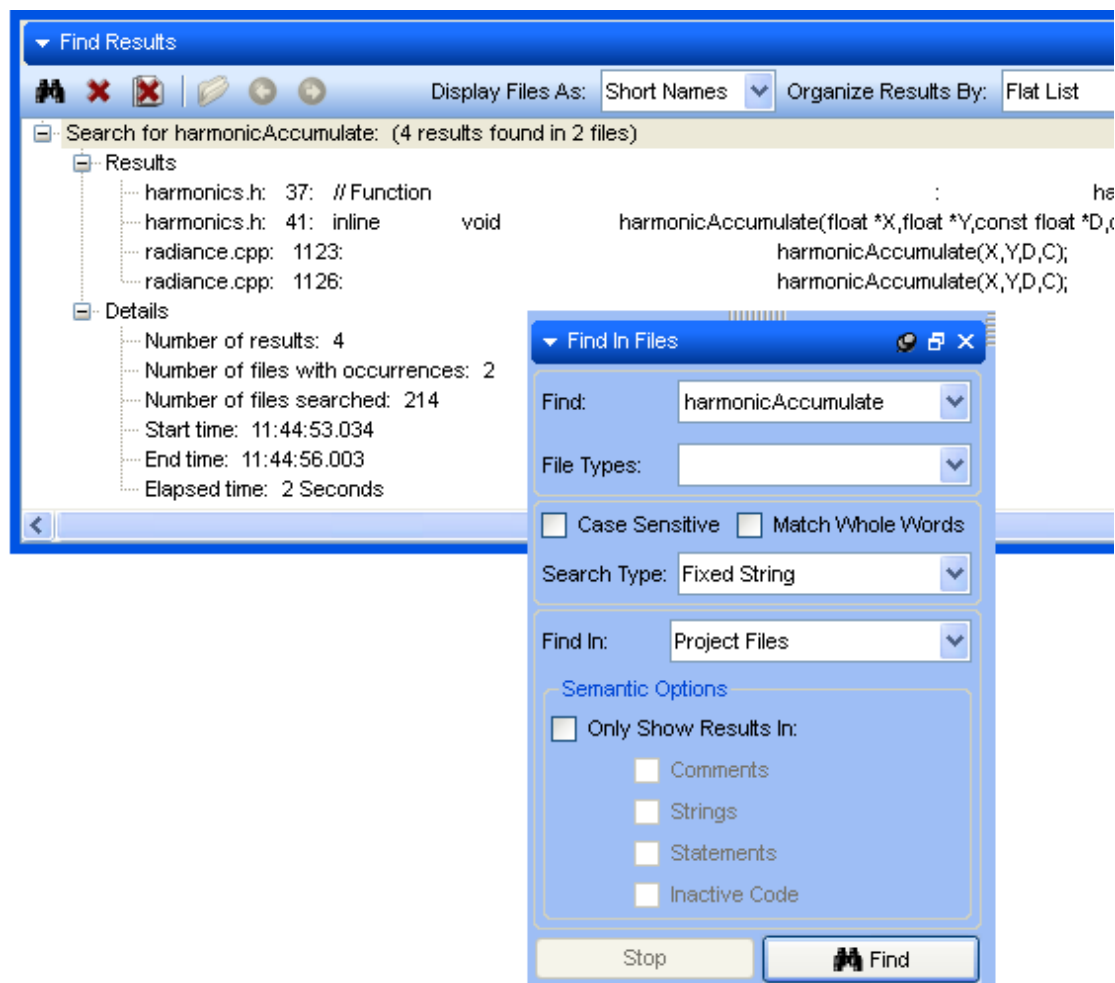 Find Results
Display Files As: Short Names Organize Results By: Flat List
Search for harmonicAccumulate: (4 results found in 2 files)
Results
harmonics.h: 37: // Function : ha
harmonics.h: 41: inline void harmonicAccumulate(float *X,float *Y,const float *D,c
radiance.cpp: 1123: harmonicAccumulate(X,Y,D,C);
radiance.cpp: 1126: harmonicAccumulate(X,Y,D,C);
Details
Number of results: 4
Number of files with occurrences: 2
Number of files searched: 214
Start time: 11:44:53.034
End time: 11:44:56.003
Elapsed time: 2 Seconds
Find In Files
Find: harmonicAccumulate
File Types:
Case Sensitive Match Whole Words
Search Type: Fixed String
Find In: Project Files
Semantic Options
Only Show Results In:
Comments
Strings
Statements
Inactive Code
Stop Find